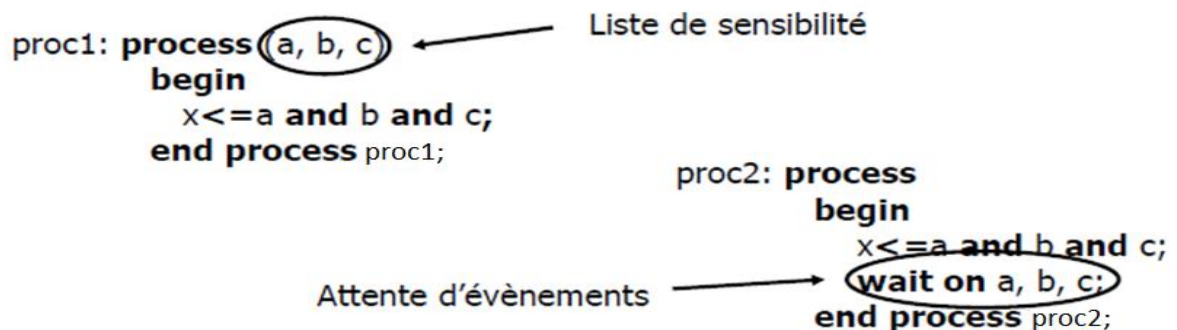 Liste de sensibilité
proc1: process (a, b, c)
begin
x<=a and b and c;
end process proc1;
proc2: process
begin
x<=a and b and c;
Attente d'évènements
wait on a, b, c;
end process proc2;